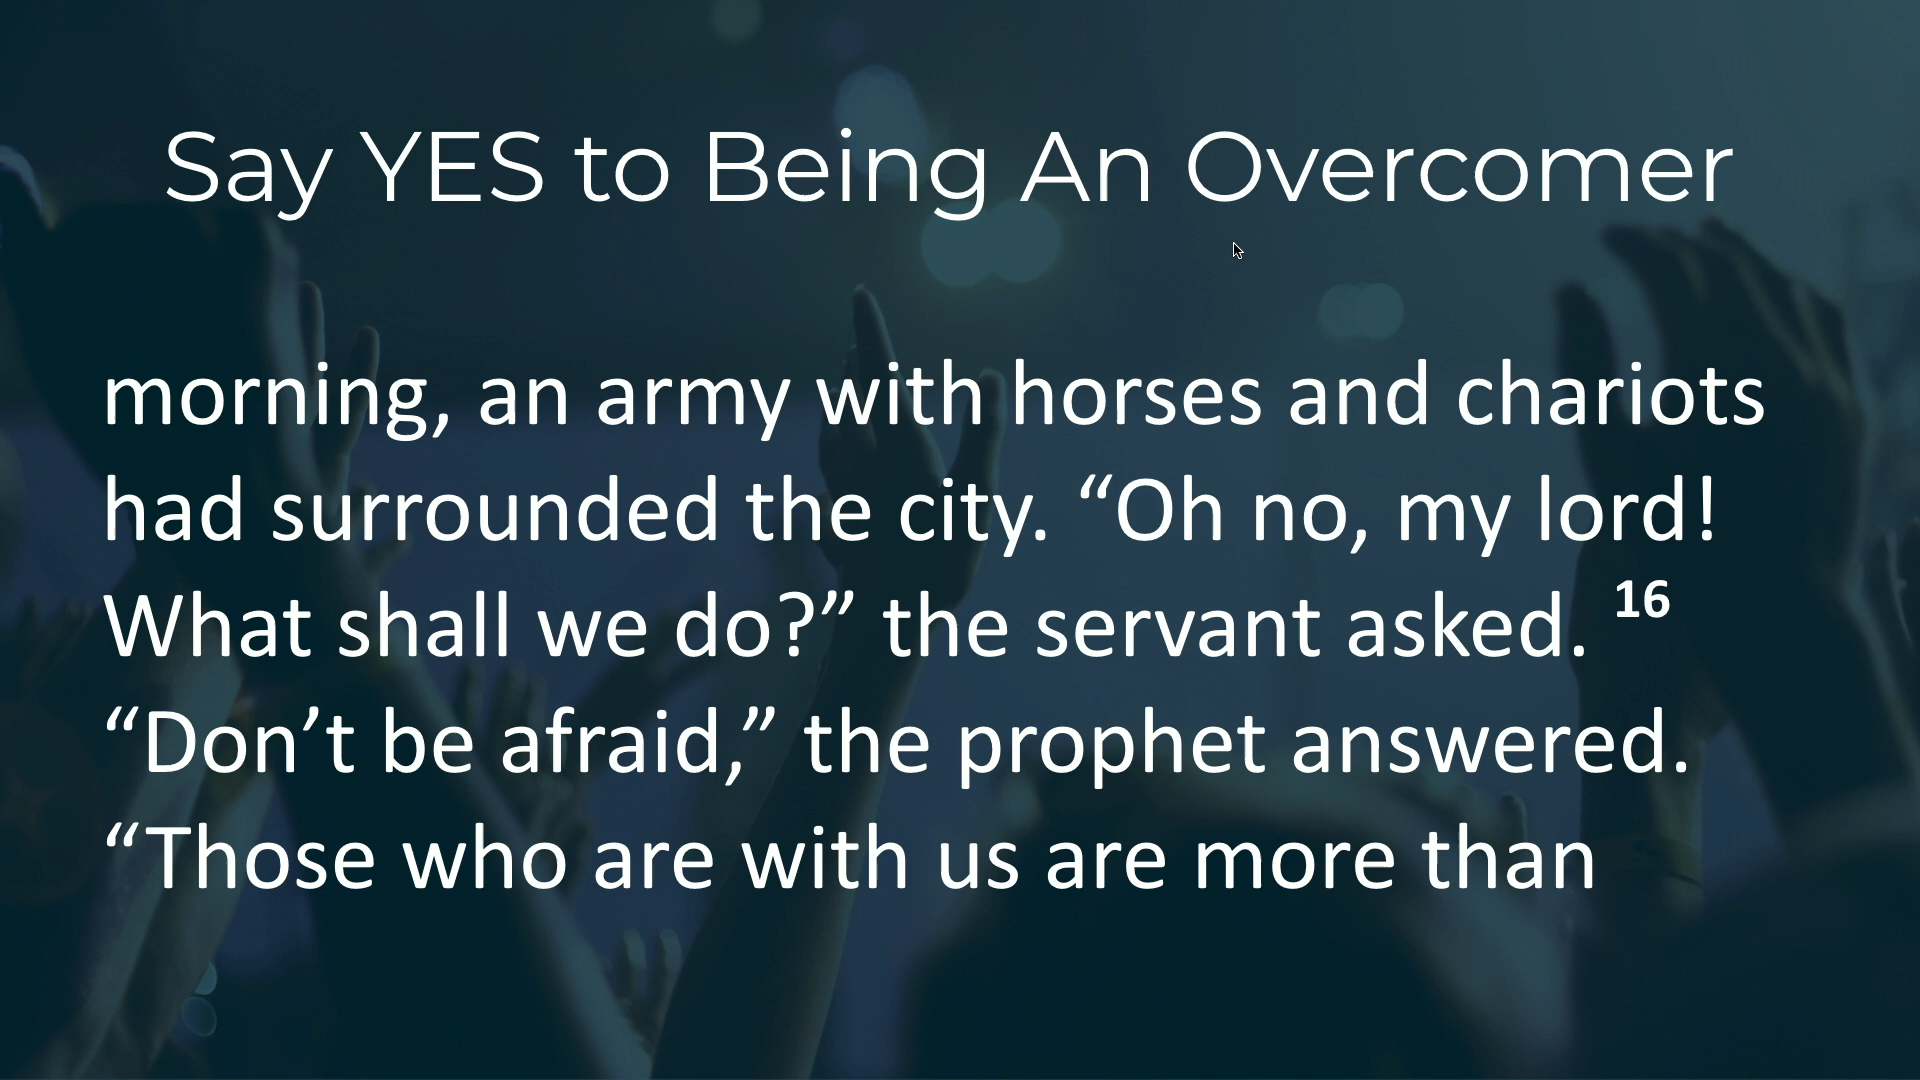 Say YES to Being An Overcomer
morning, an army with horses and chariots
had surrounded the city. “Oh no, my lord!
What shall we do?” the servant asked. 16
“Don’t be afraid,” the prophet answered.
“Those who are with us are more than